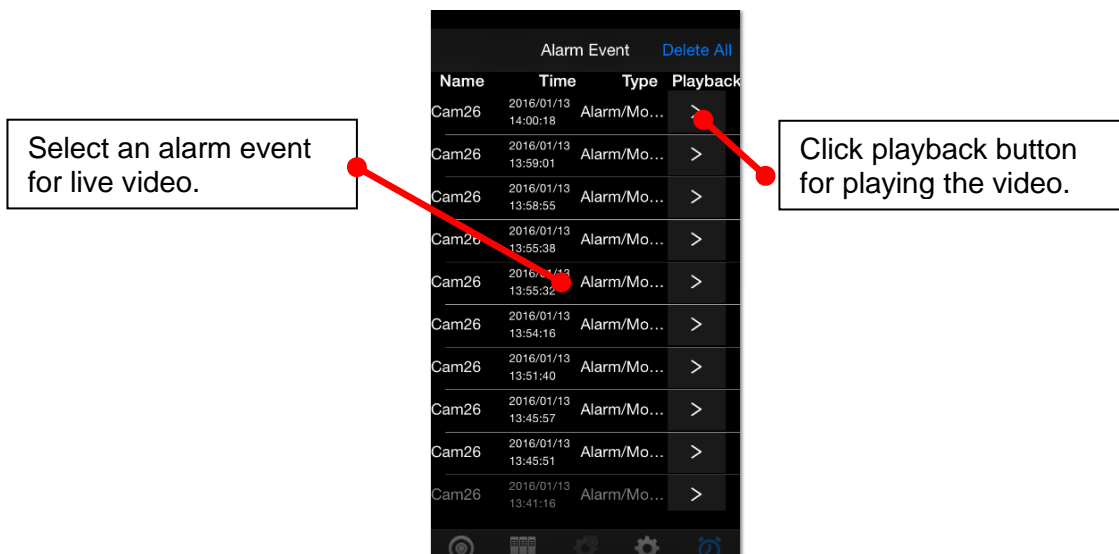 Alarm Event Delete All
Name Time Type Playback
Cam26 2016/01/13 14:00:18 Alarm/Mo... >
Cam26 2016/01/13 13:59:01 Alarm/Mo... >
Cam26 2016/01/13 13:58:55 Alarm/Mo... >
Cam26 2016/01/13 13:55:38 Alarm/Mo... >
Cam26 2016/01/13 13:55:32 Alarm/Mo... >
Cam26 2016/01/13 13:54:16 Alarm/Mo... >
Cam26 2016/01/13 13:51:40 Alarm/Mo... >
Cam26 2016/01/13 13:45:57 Alarm/Mo... >
Cam26 2016/01/13 13:45:51 Alarm/Mo... >
Cam26 2016/01/13 13:41:16 Alarm/Mo... >
Select an alarm event
for live video.
Click playback button
for playing the video.